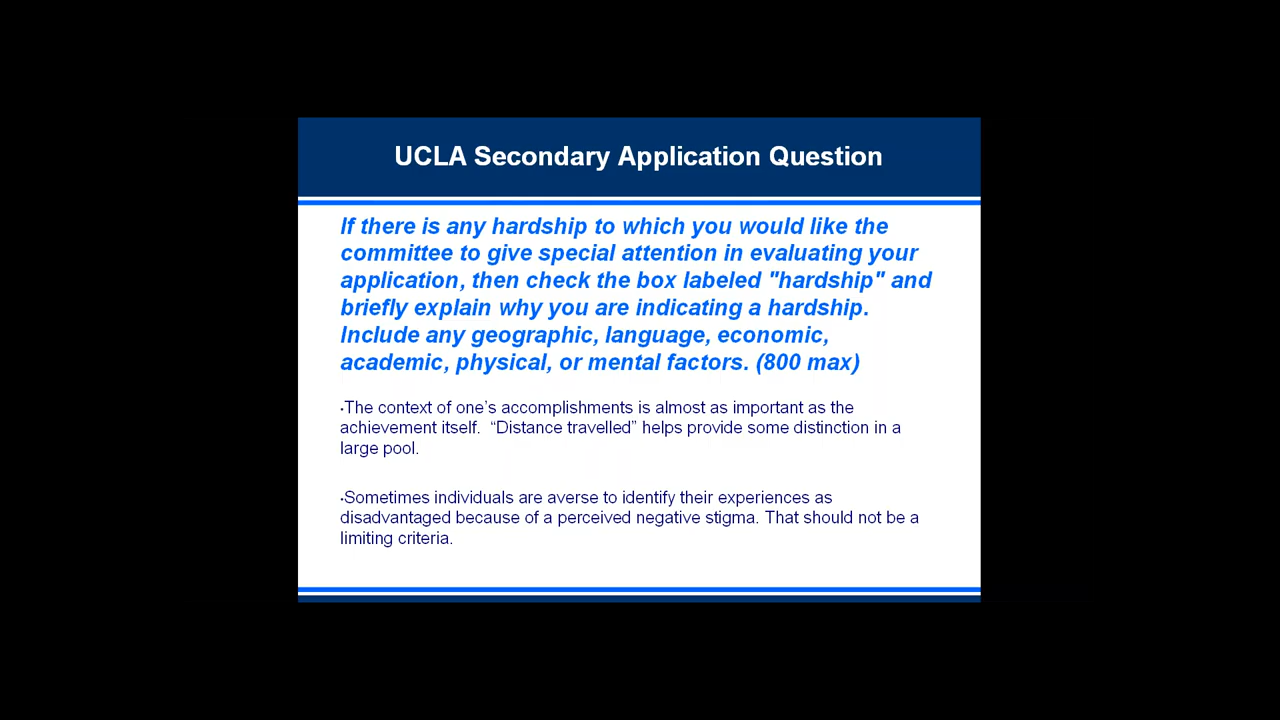 UCLA Secondary Application Question
If there is any hardship to which you would like the
committee to give special attention in evaluating your
application, then check the box labeled "hardship" and
briefly explain why you are indicating a hardship.
Include any geographic, language, economic,
academic, physical, or mental factors. (800 max)
•The context of one’s accomplishments is almost as important as the
achievement itself.  “Distance travelled” helps provide some distinction in a
large pool.
•Sometimes individuals are averse to identify their experiences as
disadvantaged because of a perceived negative stigma. That should not be a
limiting criteria.